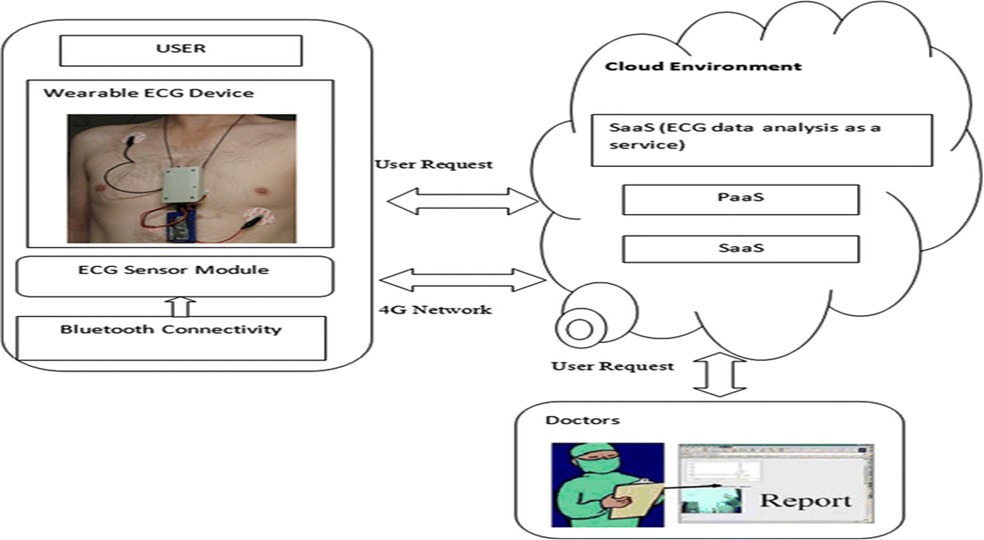 USER
Wearable ECG Device
ECG Sensor Module
Bluetooth Connectivity
User Request
4G Network
Cloud Environment
SaaS (ECG data analysis as a
service)
PaaS
SaaS
User Request
Doctors
Report